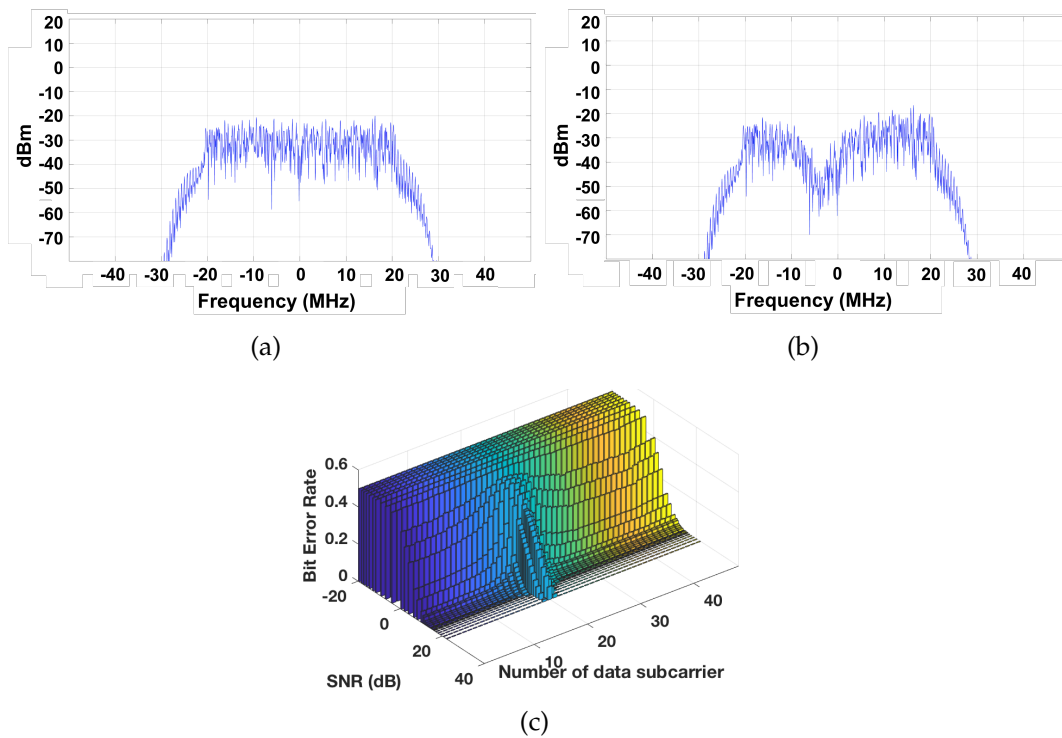 20
10
0
-10
-20
-30
-40
-50
-60
-70
dBm
-40 -30 -20 -10 0 10 20 30 40
Frequency (MHz)
(a)
20
10
0
-10
-20
-30
-40
-50
-60
-70
dBm
-40 -30 -20 -10 0 10 20 30 40
Frequency (MHz)
(b)
0.6
0.4
0.2
0
Bit Error Rate
-20
0
20
40
SNR (dB)
10
20
30
40
Number of data subcarrier
(c)